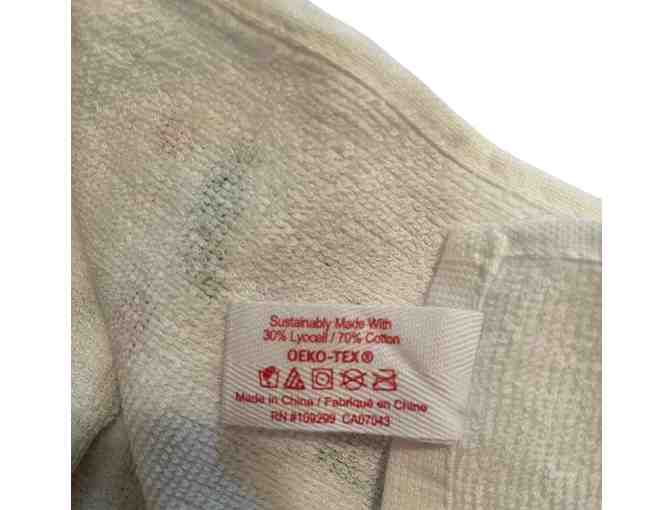 Sustainably Made With
30% Lyocell / 70% Cotton
OEKO-TEX®
Made in China / Fabriqué en Chine
RN #109299 CA07043